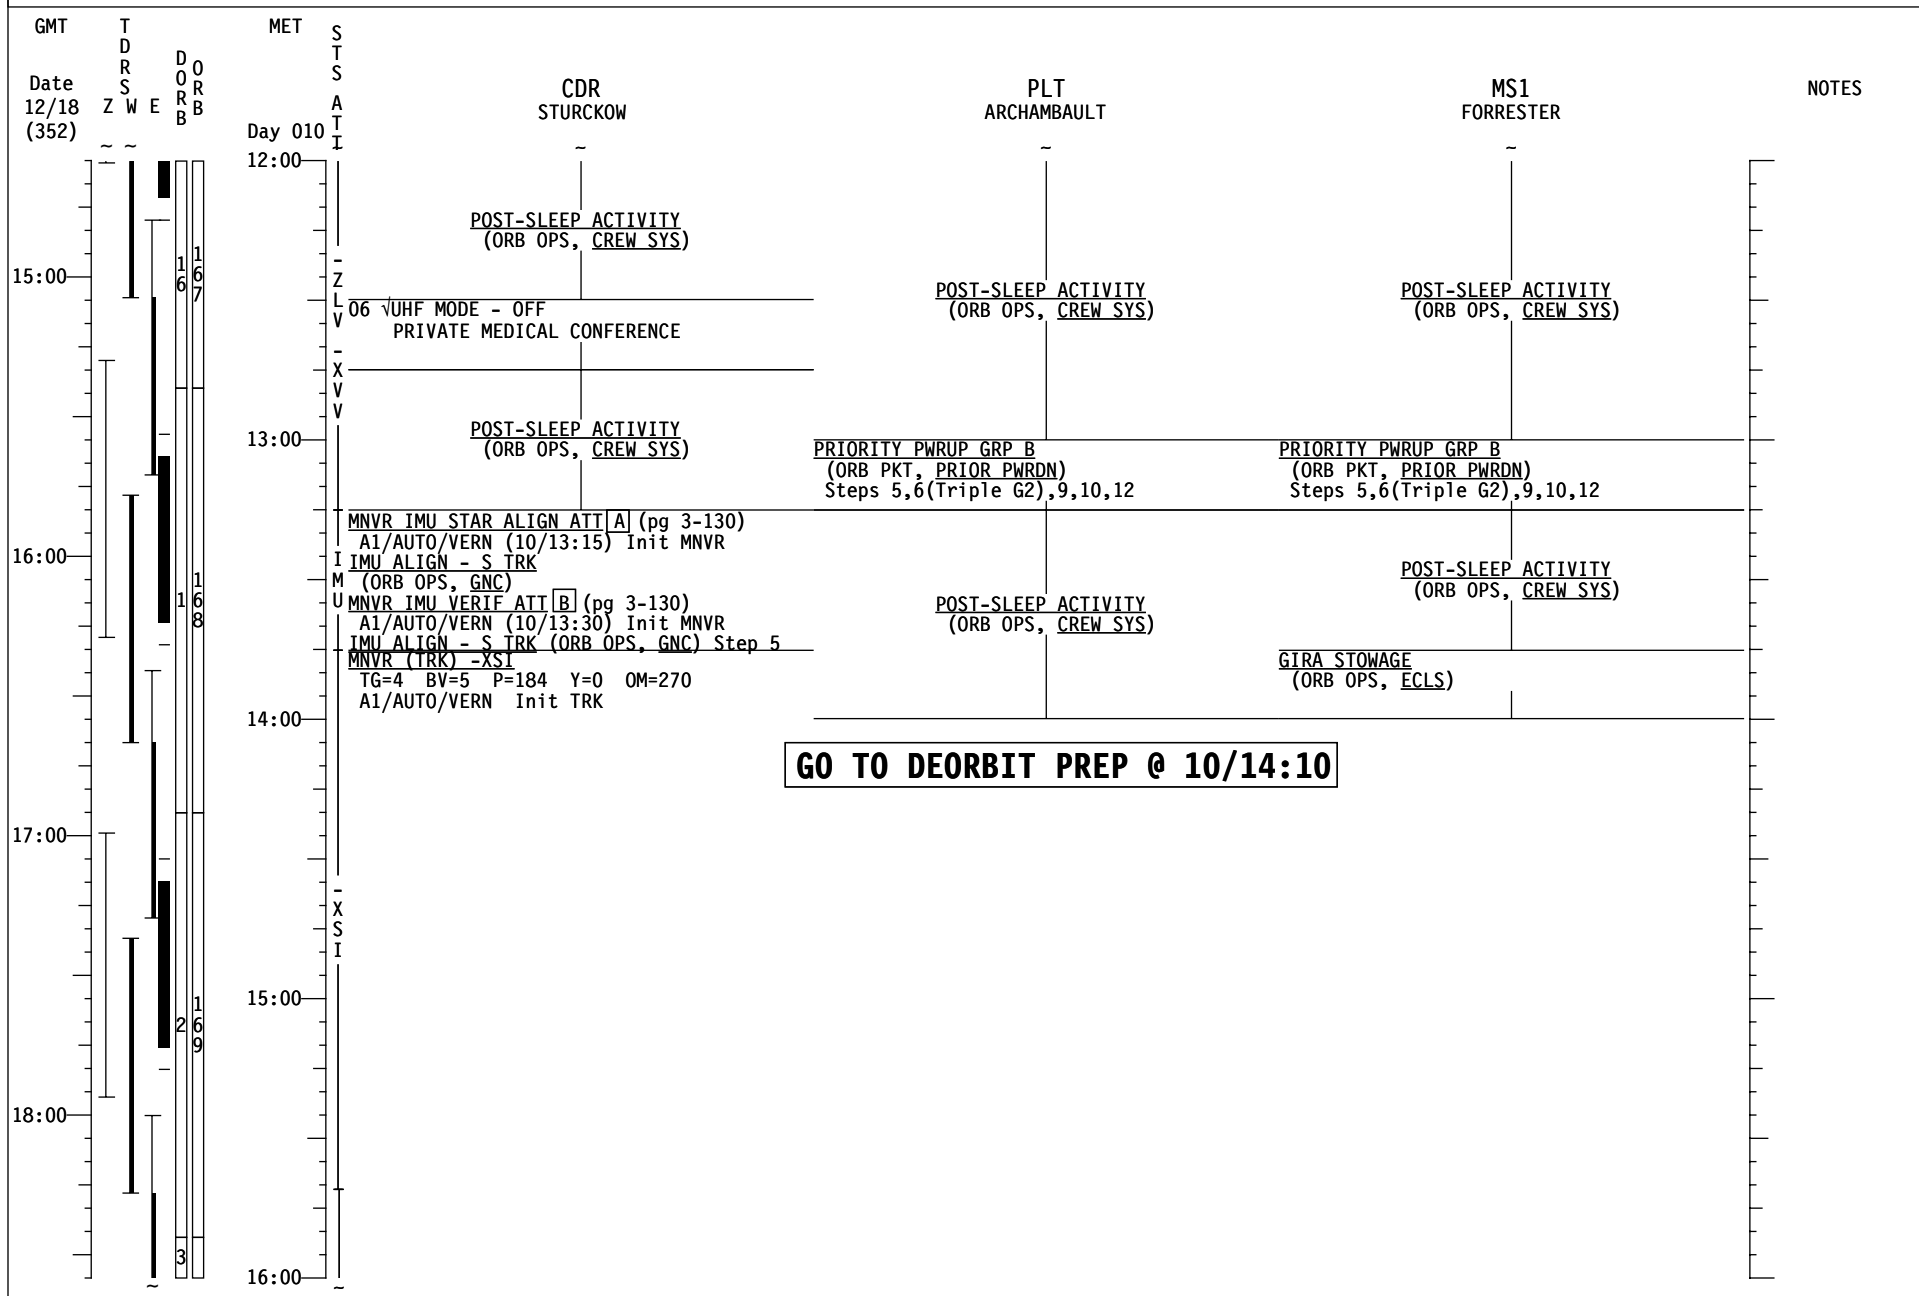 GMT
TDRS
MET
STS ATT
DORB
ORB
Date
12/18
(352)
Z W E
Day 010
CDR
STURCKOW
PLT
ARCHAMBAULT
MS1
FORRESTER
NOTES
~ ~
~ ~ ~
12:00
POST-SLEEP ACTIVITY
(ORB OPS, CREW SYS)
15:00
16
167
-ZLV -XVV
POST-SLEEP ACTIVITY
(ORB OPS, CREW SYS)
POST-SLEEP ACTIVITY
(ORB OPS, CREW SYS)
06 √UHF MODE - OFF
PRIVATE MEDICAL CONFERENCE
13:00
POST-SLEEP ACTIVITY
(ORB OPS, CREW SYS)
PRIORITY PWRUP GRP B
(ORB PKT, PRIOR PWRDN)
Steps 5,6(Triple G2),9,10,12
PRIORITY PWRUP GRP B
(ORB PKT, PRIOR PWRDN)
Steps 5,6(Triple G2),9,10,12
16:00
1
168
IMU
MNVR IMU STAR ALIGN ATT A (pg 3-130)
A1/AUTO/VERN (10/13:15) Init MNVR
IMU ALIGN - S TRK
(ORB OPS, GNC)
MNVR IMU VERIF ATT B (pg 3-130)
A1/AUTO/VERN (10/13:30) Init MNVR
IMU ALIGN - S TRK (ORB OPS, GNC) Step 5
MNVR (TRK) -XSI
TG=4 BV=5 P=184 Y=0 OM=270
A1/AUTO/VERN Init TRK
POST-SLEEP ACTIVITY
(ORB OPS, CREW SYS)
POST-SLEEP ACTIVITY
(ORB OPS, CREW SYS)
GIRA STOWAGE
(ORB OPS, ECLS)
14:00
GO TO DEORBIT PREP @ 10/14:10
17:00
-XSI
15:00
2
169
18:00
3
16:00
~ ~